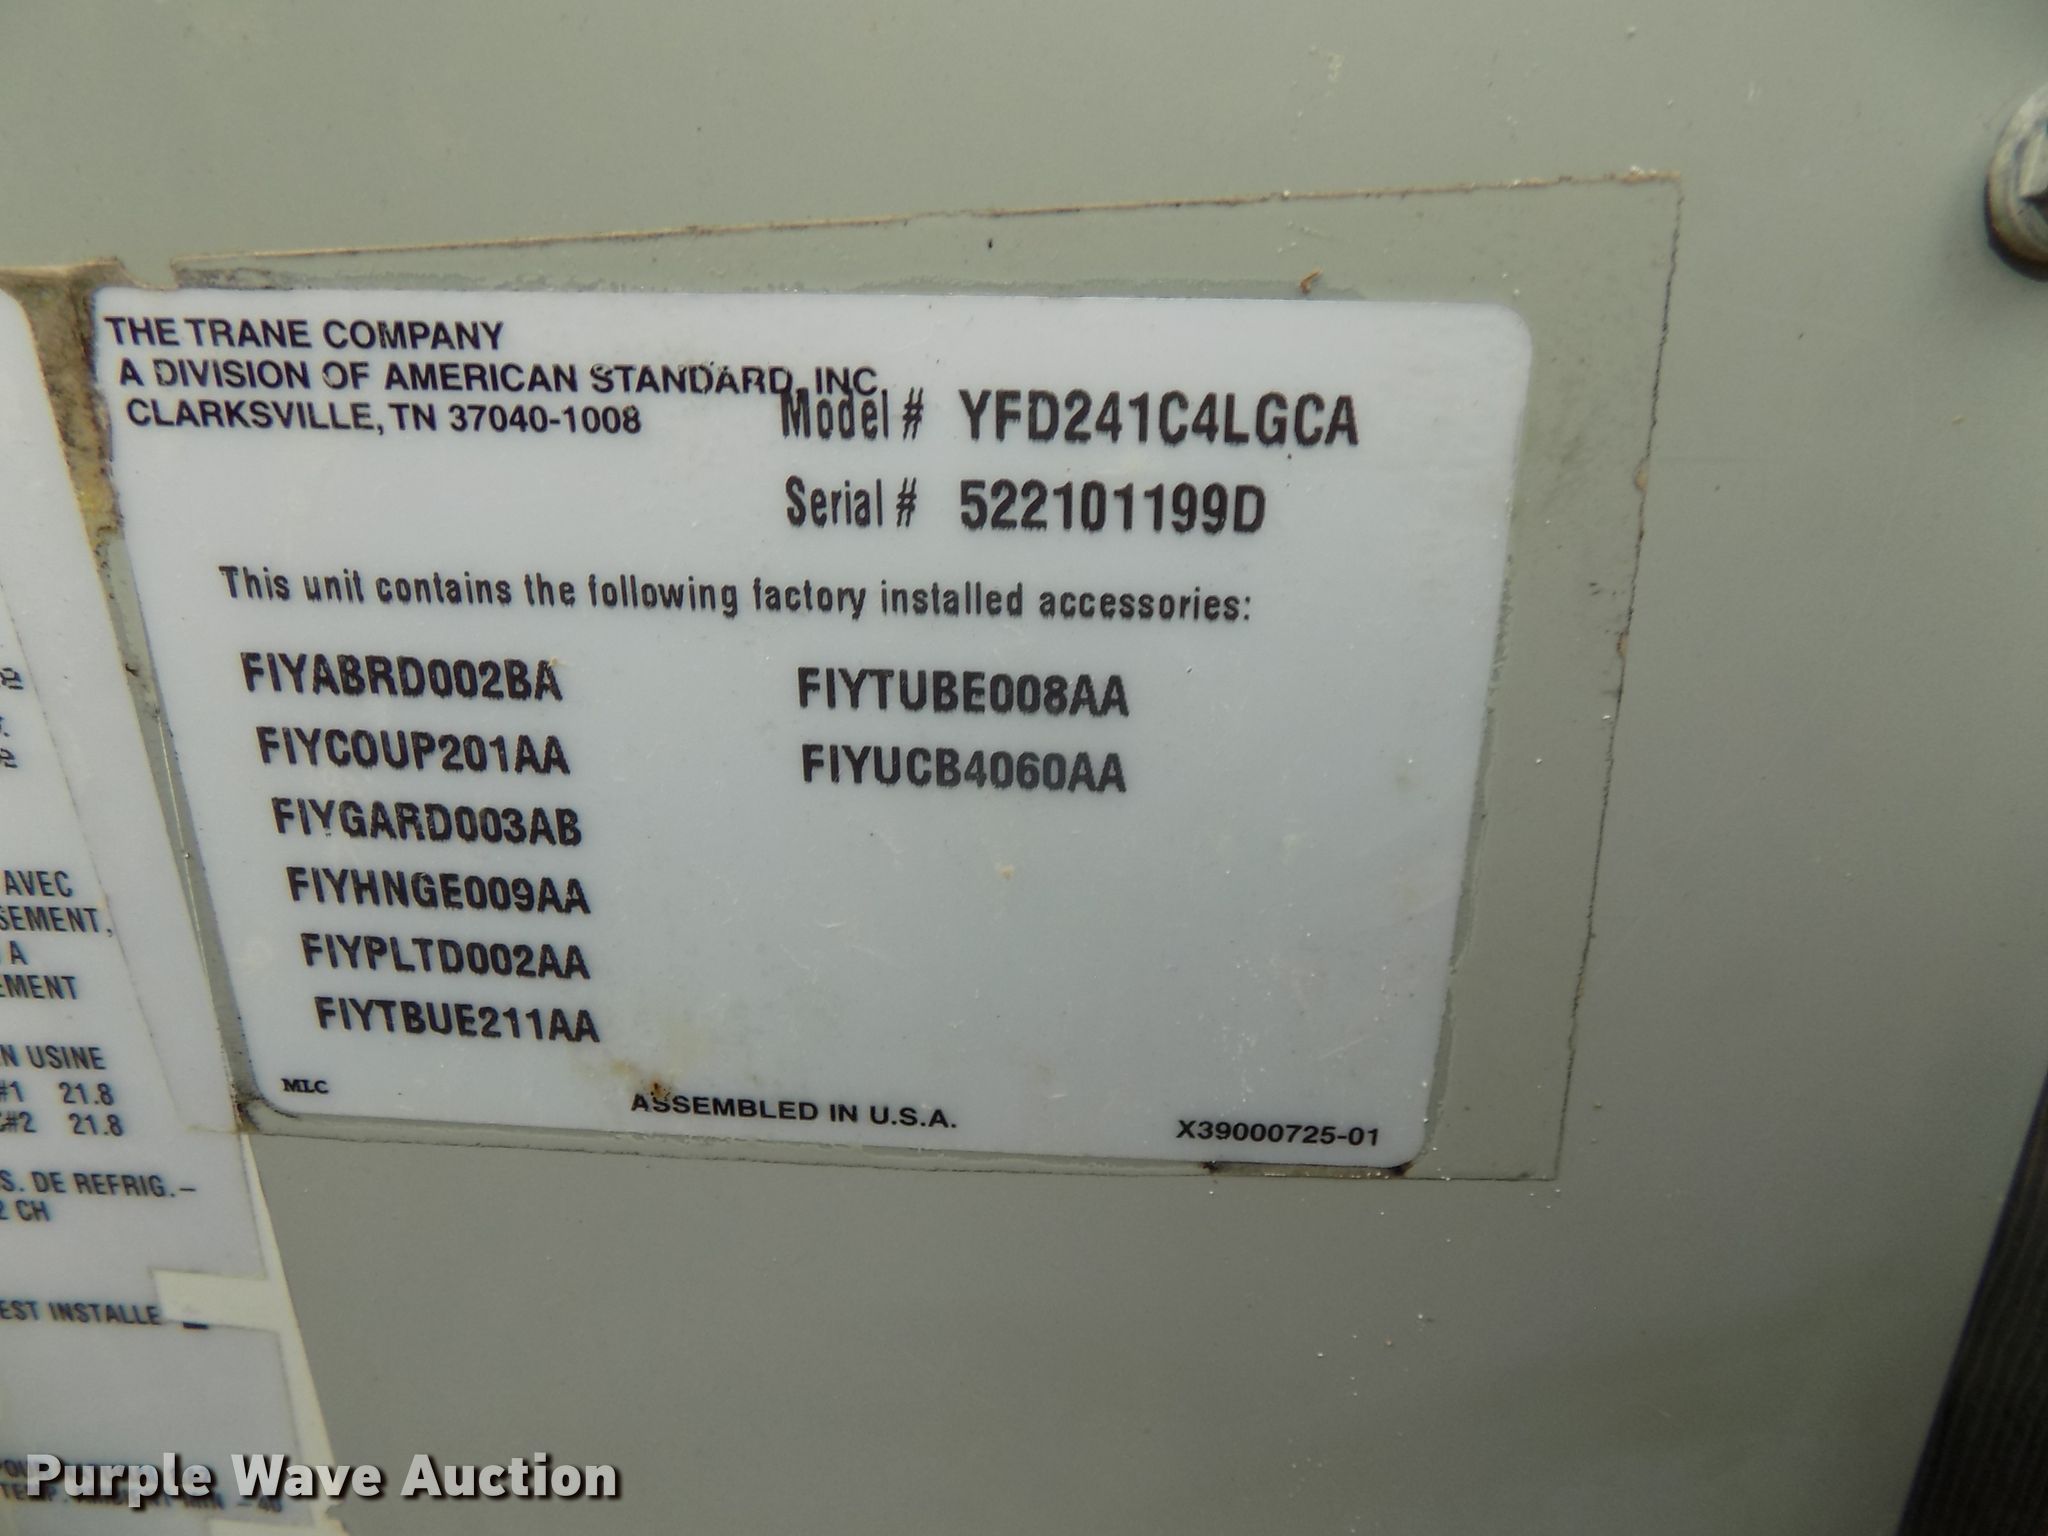 THE TRANE COMPANY
A DIVISION OF AMERICAN STANDARD, INC.
CLARKSVILLE, TN 37040-1008
Model # YFD241C4LGCA
Serial # 522101199D
This unit contains the following factory installed accessories:
FIYABRD002BA
FIYCOUP201AA
FIYGARD003AB
FIYHNGE009AA
FIYPLTD002AA
FIYTBUE211AA
FIYTUBE008AA
FIYUCB4060AA
MLC
ASSEMBLED IN U.S.A.
X39000725-01
AVEC
A
USINE
#1 21.8
#2 21.8
S. DE REFRIG.-
CH
EST INSTALLE
Purple Wave Auction